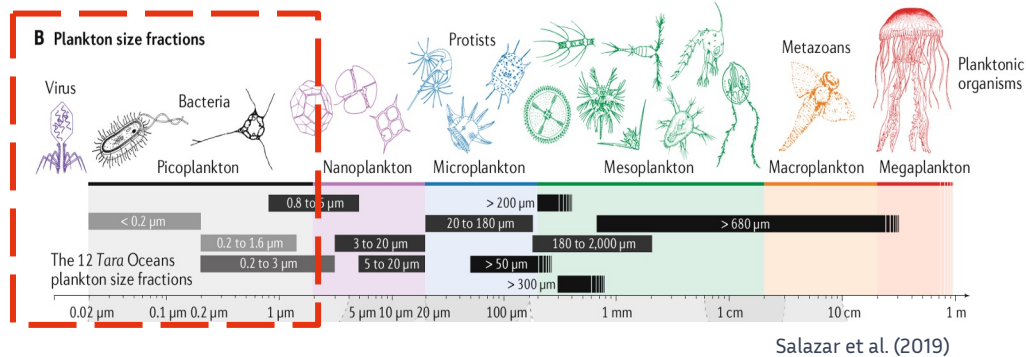 B Plankton size fractions
Virus
Bacteria
Protists
Metazoans
Planktonic
organisms
Picoplankton
Nanoplankton
Microplankton
Mesoplankton
Macroplankton
Megaplankton
0.8 to 5 µm
> 200 µm
< 0.2 µm
20 to 180 µm
> 680 µm
0.2 to 1.6 µm
3 to 20 µm
180 to 2,000 µm
The 12 Tara Oceans
plankton size fractions
0.2 to 3 µm
5 to 20 µm
> 50 µm
> 300 µm
0.02 µm 0.1 µm 0.2 µm 1 µm 5 µm 10 µm 20 µm 100 µm 1 mm 1 cm 10 cm 1 m
Salazar et al. (2019)